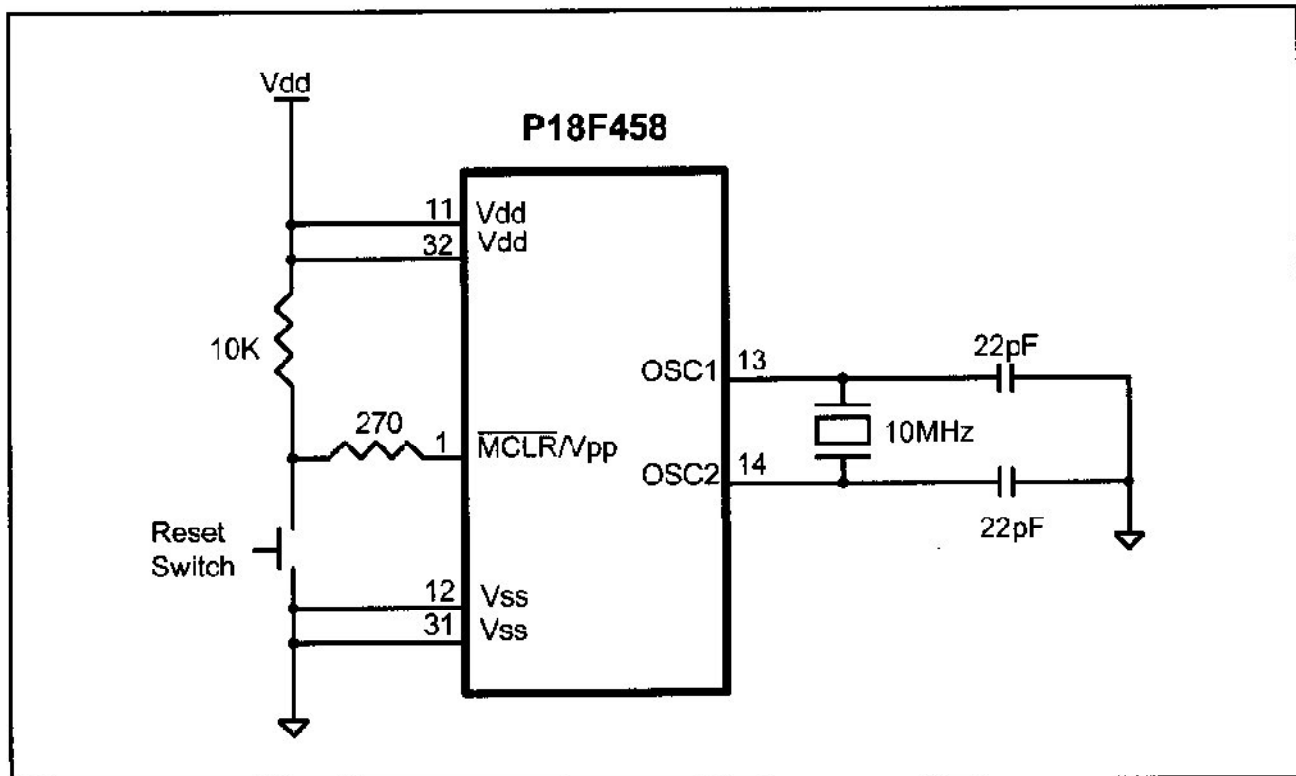 Vdd
P18F458
11 Vdd
32 Vdd
10K
270
1 MCLR/Vpp
Reset
Switch
12 Vss
31 Vss
OSC1 13
OSC2 14
22pF
10MHz
22pF